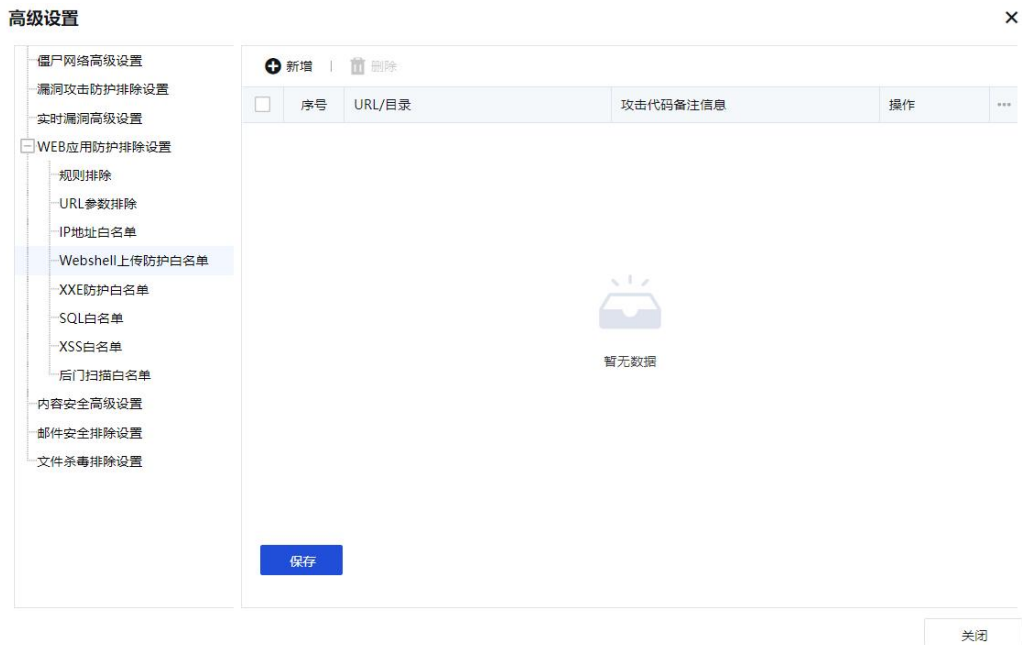 高级设置
僵尸网络高级设置
漏洞攻击防护排除设置
实时漏洞高级设置
WEB应用防护排除设置
规则排除
URL参数排除
IP地址白名单
Webshell上传防护白名单
XXE防护白名单
SQL白名单
XSS白名单
后门扫描白名单
内容安全高级设置
邮件安全排除设置
文件杀毒排除设置
新增 删除
序号 URL/目录 攻击代码备注信息 操作
暂无数据
保存
关闭